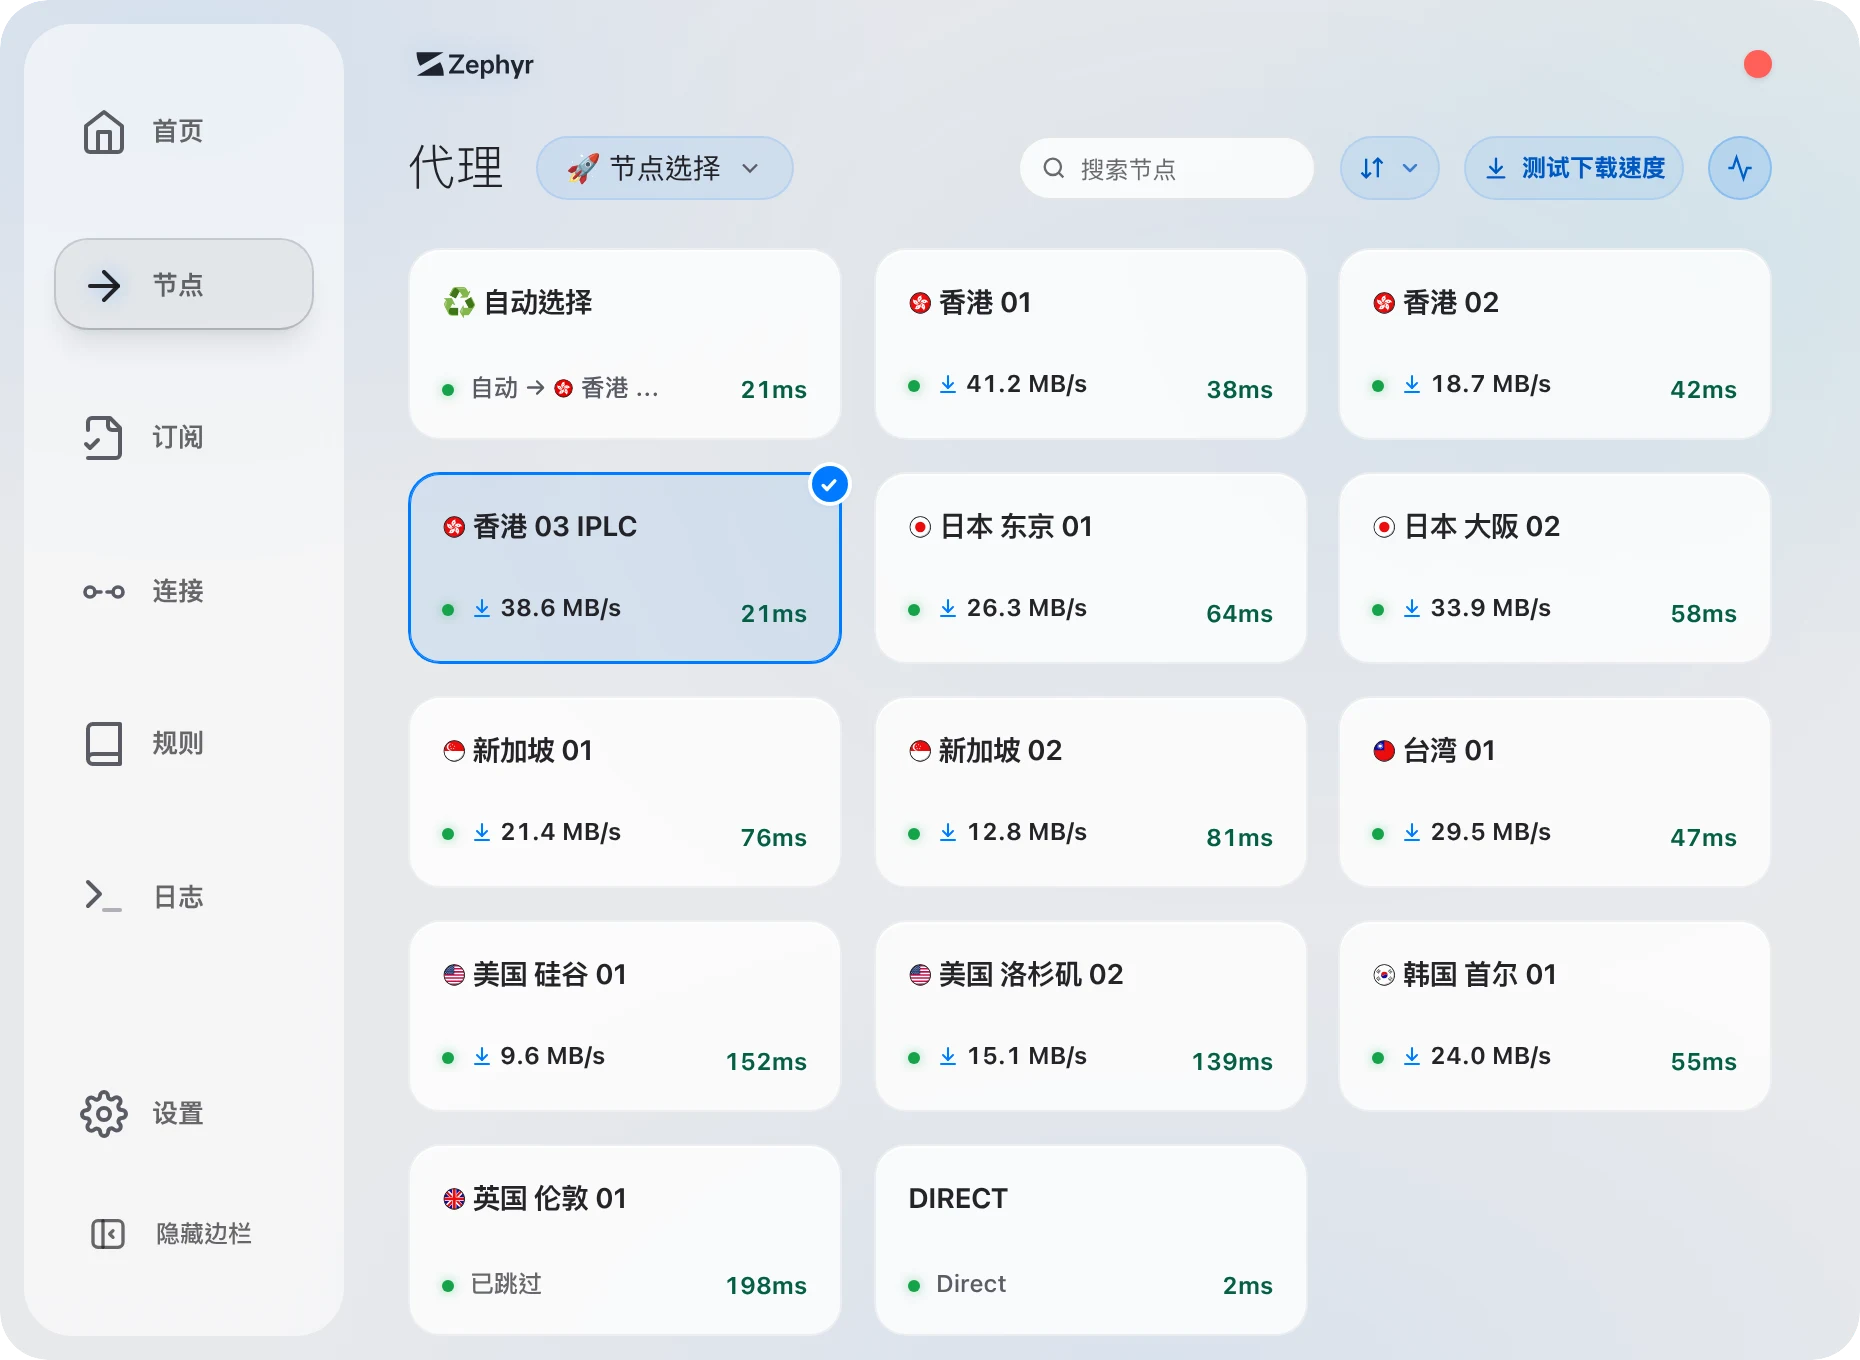 首页
节点
订阅
连接
规则
日志
设置
隐藏边栏
Zephyr
代理
🚀 节点选择
搜索节点
测试下载速度
♻️ 自动选择
自动 → 🇭🇰 香港 ...
21ms
🇭🇰 香港 01
41.2 MB/s
38ms
🇭🇰 香港 02
18.7 MB/s
42ms
🇭🇰 香港 03 IPLC
38.6 MB/s
21ms
🇯🇵 日本 东京 01
26.3 MB/s
64ms
🇯🇵 日本 大阪 02
33.9 MB/s
58ms
🇸🇬 新加坡 01
21.4 MB/s
76ms
🇸🇬 新加坡 02
12.8 MB/s
81ms
🇹🇼 台湾 01
29.5 MB/s
47ms
🇺🇸 美国 硅谷 01
9.6 MB/s
152ms
🇺🇸 美国 洛杉矶 02
15.1 MB/s
139ms
🇰🇷 韩国 首尔 01
24.0 MB/s
55ms
🇬🇧 英国 伦敦 01
已跳过
198ms
DIRECT
Direct
2ms